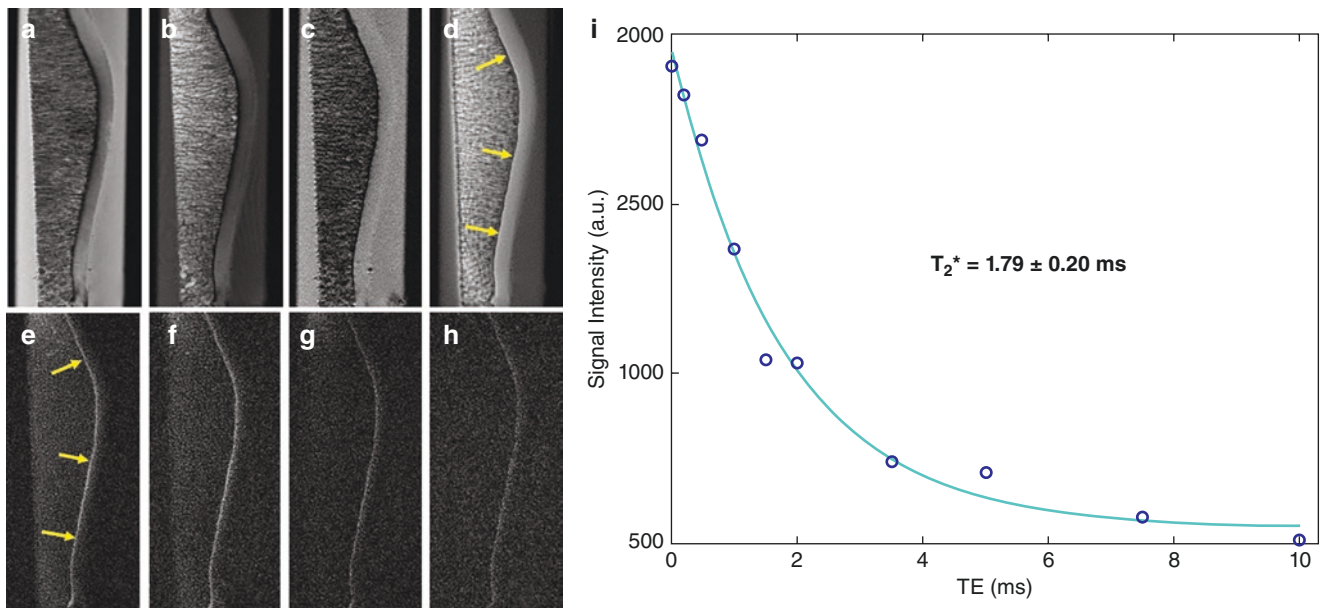 a
b
c
d
e
f
g
h
i
2000
2500
1000
500
Signal Intensity (a.u.)
T₂* = 1.79 ± 0.20 ms
0
2
4
6
8
10
TE (ms)